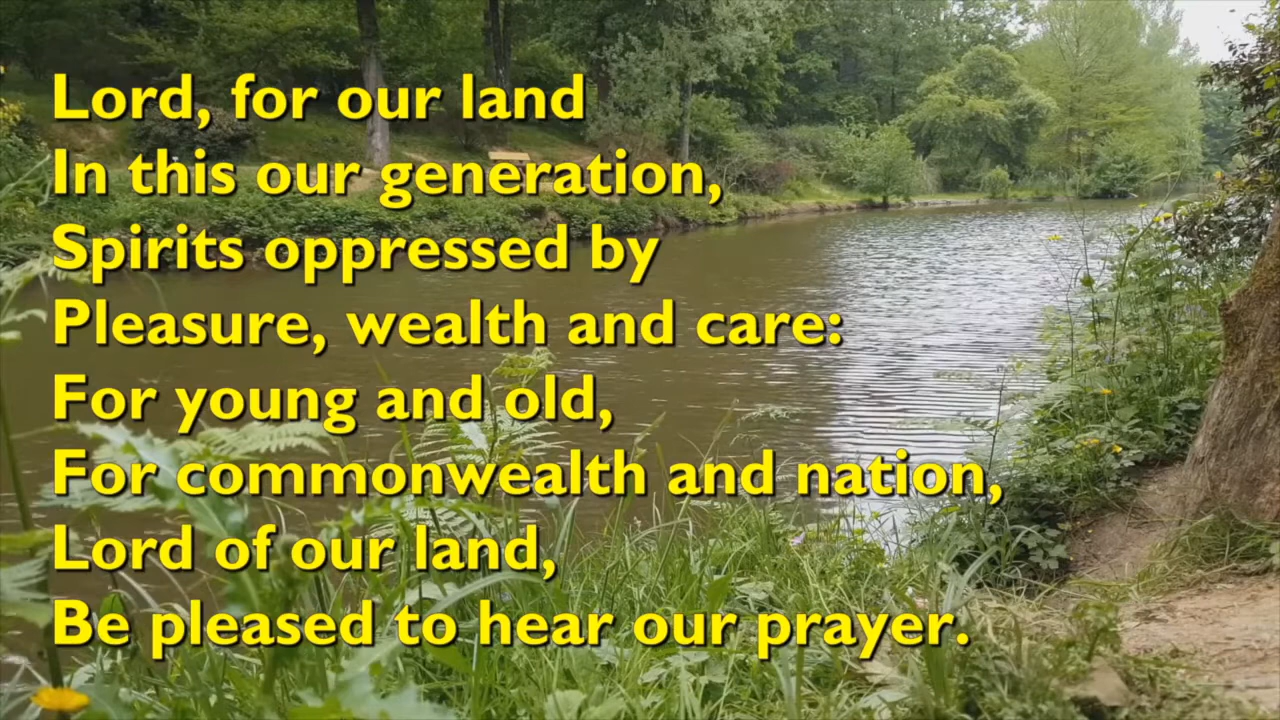 Lord, for our land
In this our generation,
Spirits oppressed by
Pleasure, wealth and care:
For young and old,
For commonwealth and nation,
Lord of our land,
Be pleased to hear our prayer.